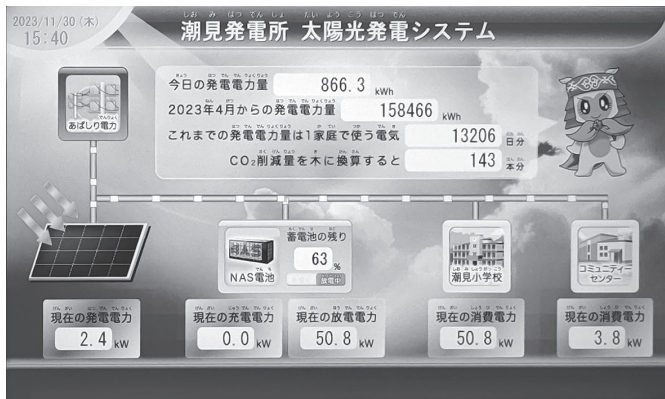 2023/11/30 (木)
15:40
潮見発電所 太陽光発電システム
あばしり電力
今日の発電電力量 866.3 kWh
2023年4月からの発電電力量 158466 kWh
これまでの発電電力量は1家庭で使う電気 13206 日分
CO₂削減量を木に換算すると 143 本分
NAS
NAS電池
蓄電池の残り
63 %
放電中
潮見小学校
コミュニティー
センター
現在の発電電力
2.4 kW
現在の充電電力
0.0 kW
現在の放電電力
50.8 kW
現在の消費電力
50.8 kW
現在の消費電力
3.8 kW